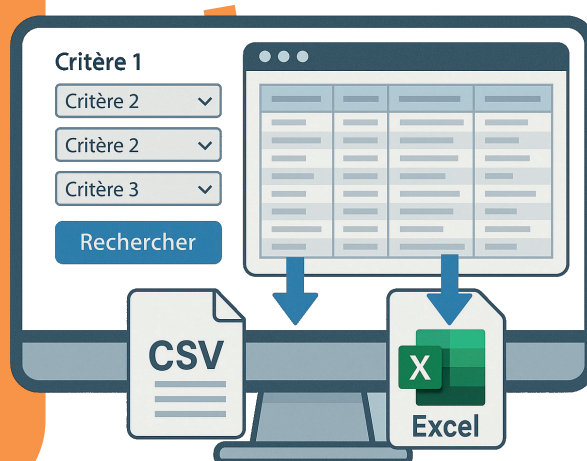 Critère 1
Critère 2
Critère 2
Critère 3
Rechercher
CSV
X
Excel